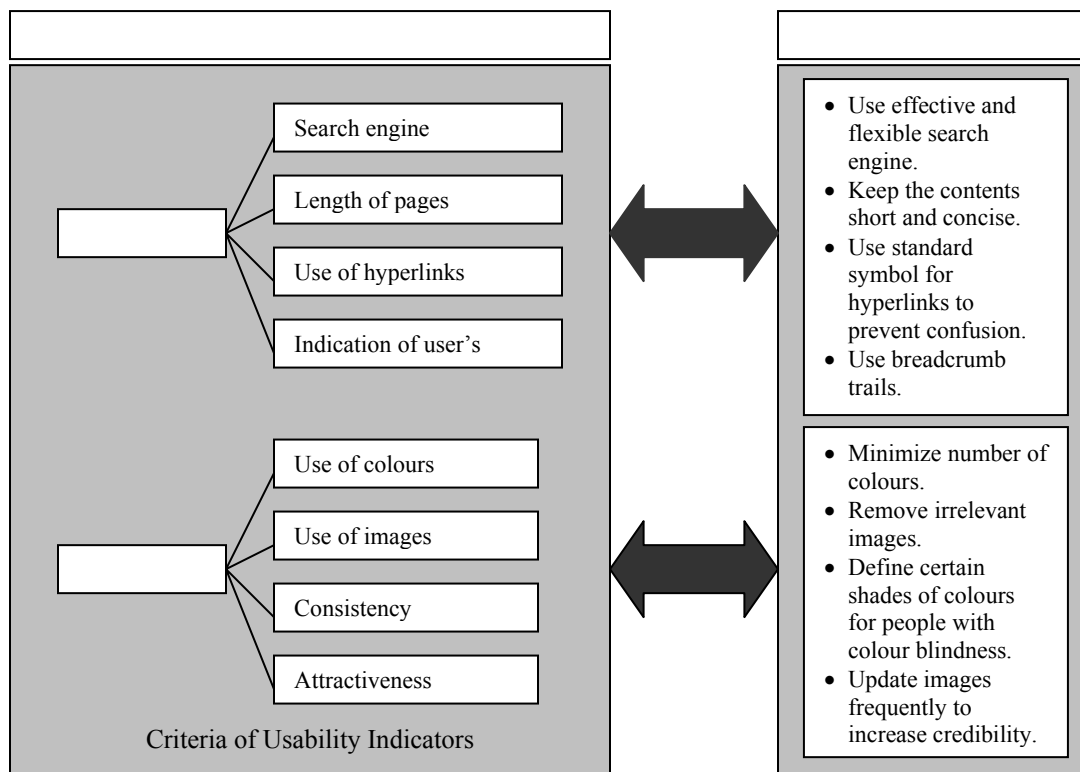 Search engine
Length of pages
Use of hyperlinks
Indication of user’s
Use of colours
Use of images
Consistency
Attractiveness
Criteria of Usability Indicators
• Use effective and
flexible search
engine.
• Keep the contents
short and concise.
• Use standard
symbol for
hyperlinks to
prevent confusion.
• Use breadcrumb
trails.
• Minimize number of
colours.
• Remove irrelevant
images.
• Define certain
shades of colours
for people with
colour blindness.
• Update images
frequently to
increase credibility.